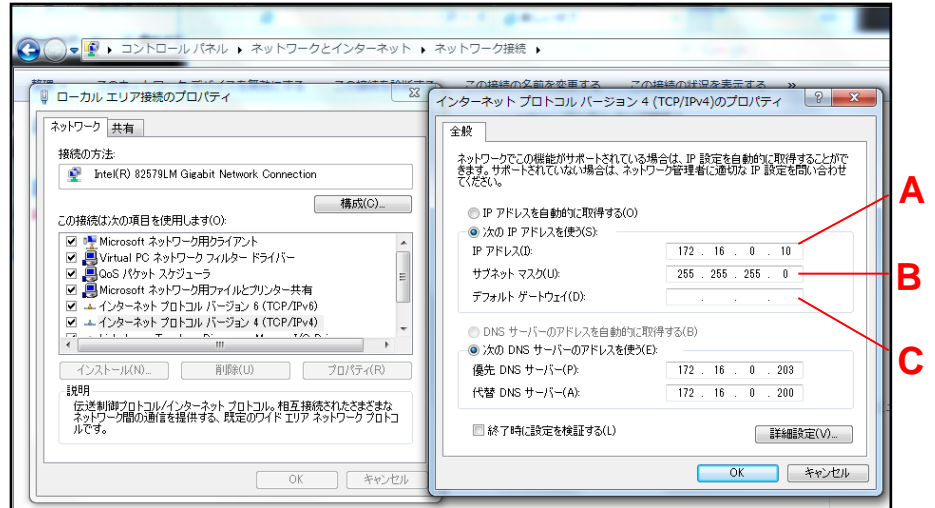 コントロール パネル ▸ ネットワークとインターネット ▸ ネットワーク接続 ▸
この接続の名前を変更する この接続の状況を表示する »
ローカル エリア接続のプロパティ
ネットワーク 共有
接続の方法:
Intel(R) 82579LM Gigabit Network Connection
構成(C)...
この接続は次の項目を使用します(O):
Microsoft ネットワーク用クライアント
Virtual PC ネットワーク フィルター ドライバー
QoS パケット スケジューラ
Microsoft ネットワーク用ファイルとプリンター共有
インターネット プロトコル バージョン 6 (TCP/IPv6)
インターネット プロトコル バージョン 4 (TCP/IPv4)
インストール(N)... 削除(U) プロパティ(R)
説明
伝送制御プロトコル/インターネット プロトコル。相互接続されたさまざまな
ネットワーク間の通信を提供する、既定のワイド エリア ネットワーク プロトコ
ルです。
OK キャンセル
インターネット プロトコル バージョン 4 (TCP/IPv4)のプロパティ
全般
ネットワークでこの機能がサポートされている場合は、IP 設定を自動的に取得することがで
きます。サポートされていない場合は、ネットワーク管理者に適切な IP 設定を問い合わせ
てください。
IP アドレスを自動的に取得する(O)
次の IP アドレスを使う(S):
IP アドレス(I): 172 . 16 . 0 . 10
サブネット マスク(U): 255 . 255 . 255 . 0
デフォルト ゲートウェイ(D): . . .
DNS サーバーのアドレスを自動的に取得する(B)
次の DNS サーバーのアドレスを使う(E):
優先 DNS サーバー(P): 172 . 16 . 0 . 203
代替 DNS サーバー(A): 172 . 16 . 0 . 200
終了時に設定を検証する(L) 詳細設定(V)...
OK キャンセル
A
B
C